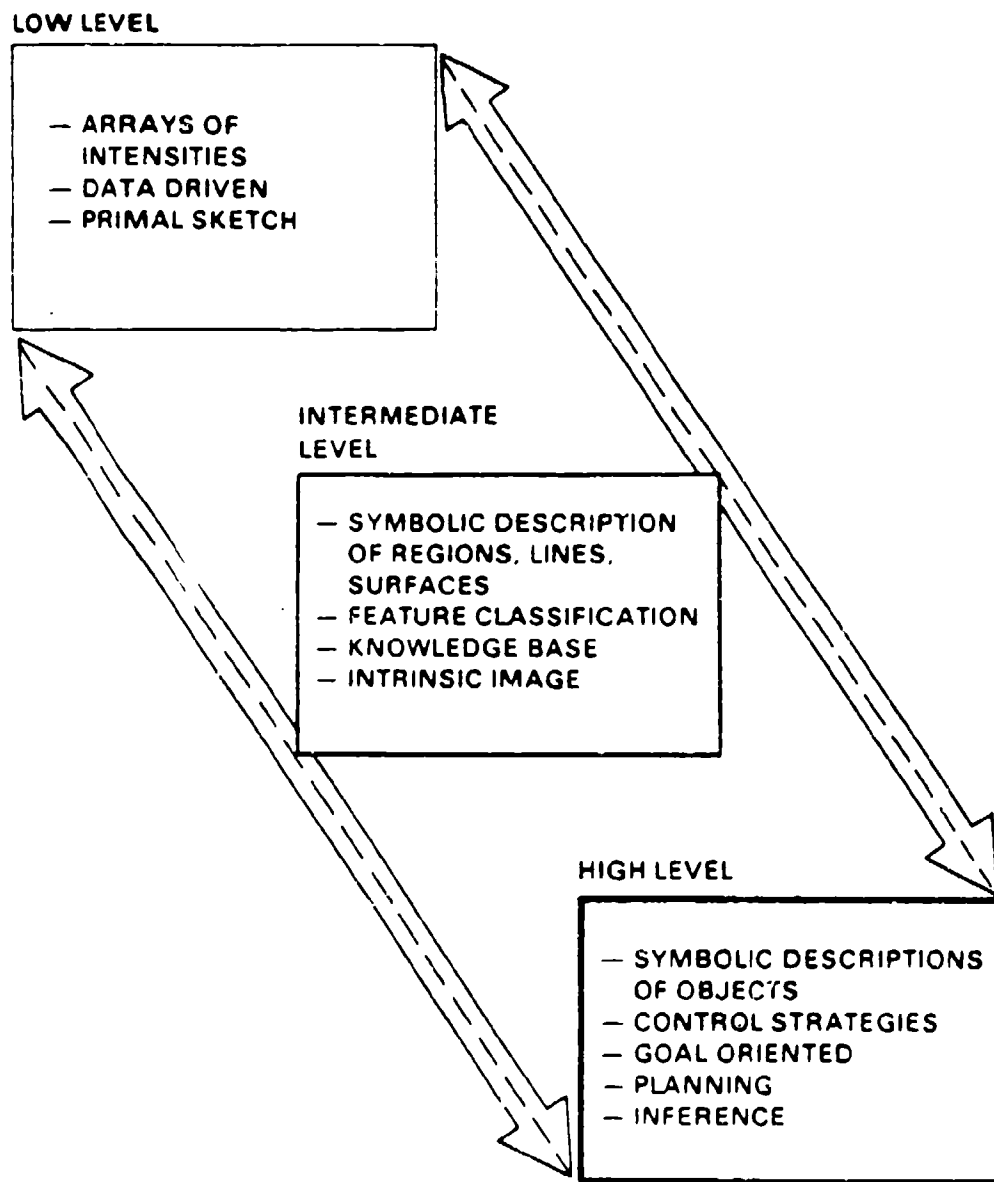 LOW LEVEL
— ARRAYS OF
INTENSITIES
— DATA DRIVEN
— PRIMAL SKETCH
INTERMEDIATE
LEVEL
— SYMBOLIC DESCRIPTION
OF REGIONS, LINES,
SURFACES
— FEATURE CLASSIFICATION
— KNOWLEDGE BASE
— INTRINSIC IMAGE
HIGH LEVEL
— SYMBOLIC DESCRIPTIONS
OF OBJECTS
— CONTROL STRATEGIES
— GOAL ORIENTED
— PLANNING
— INFERENCE